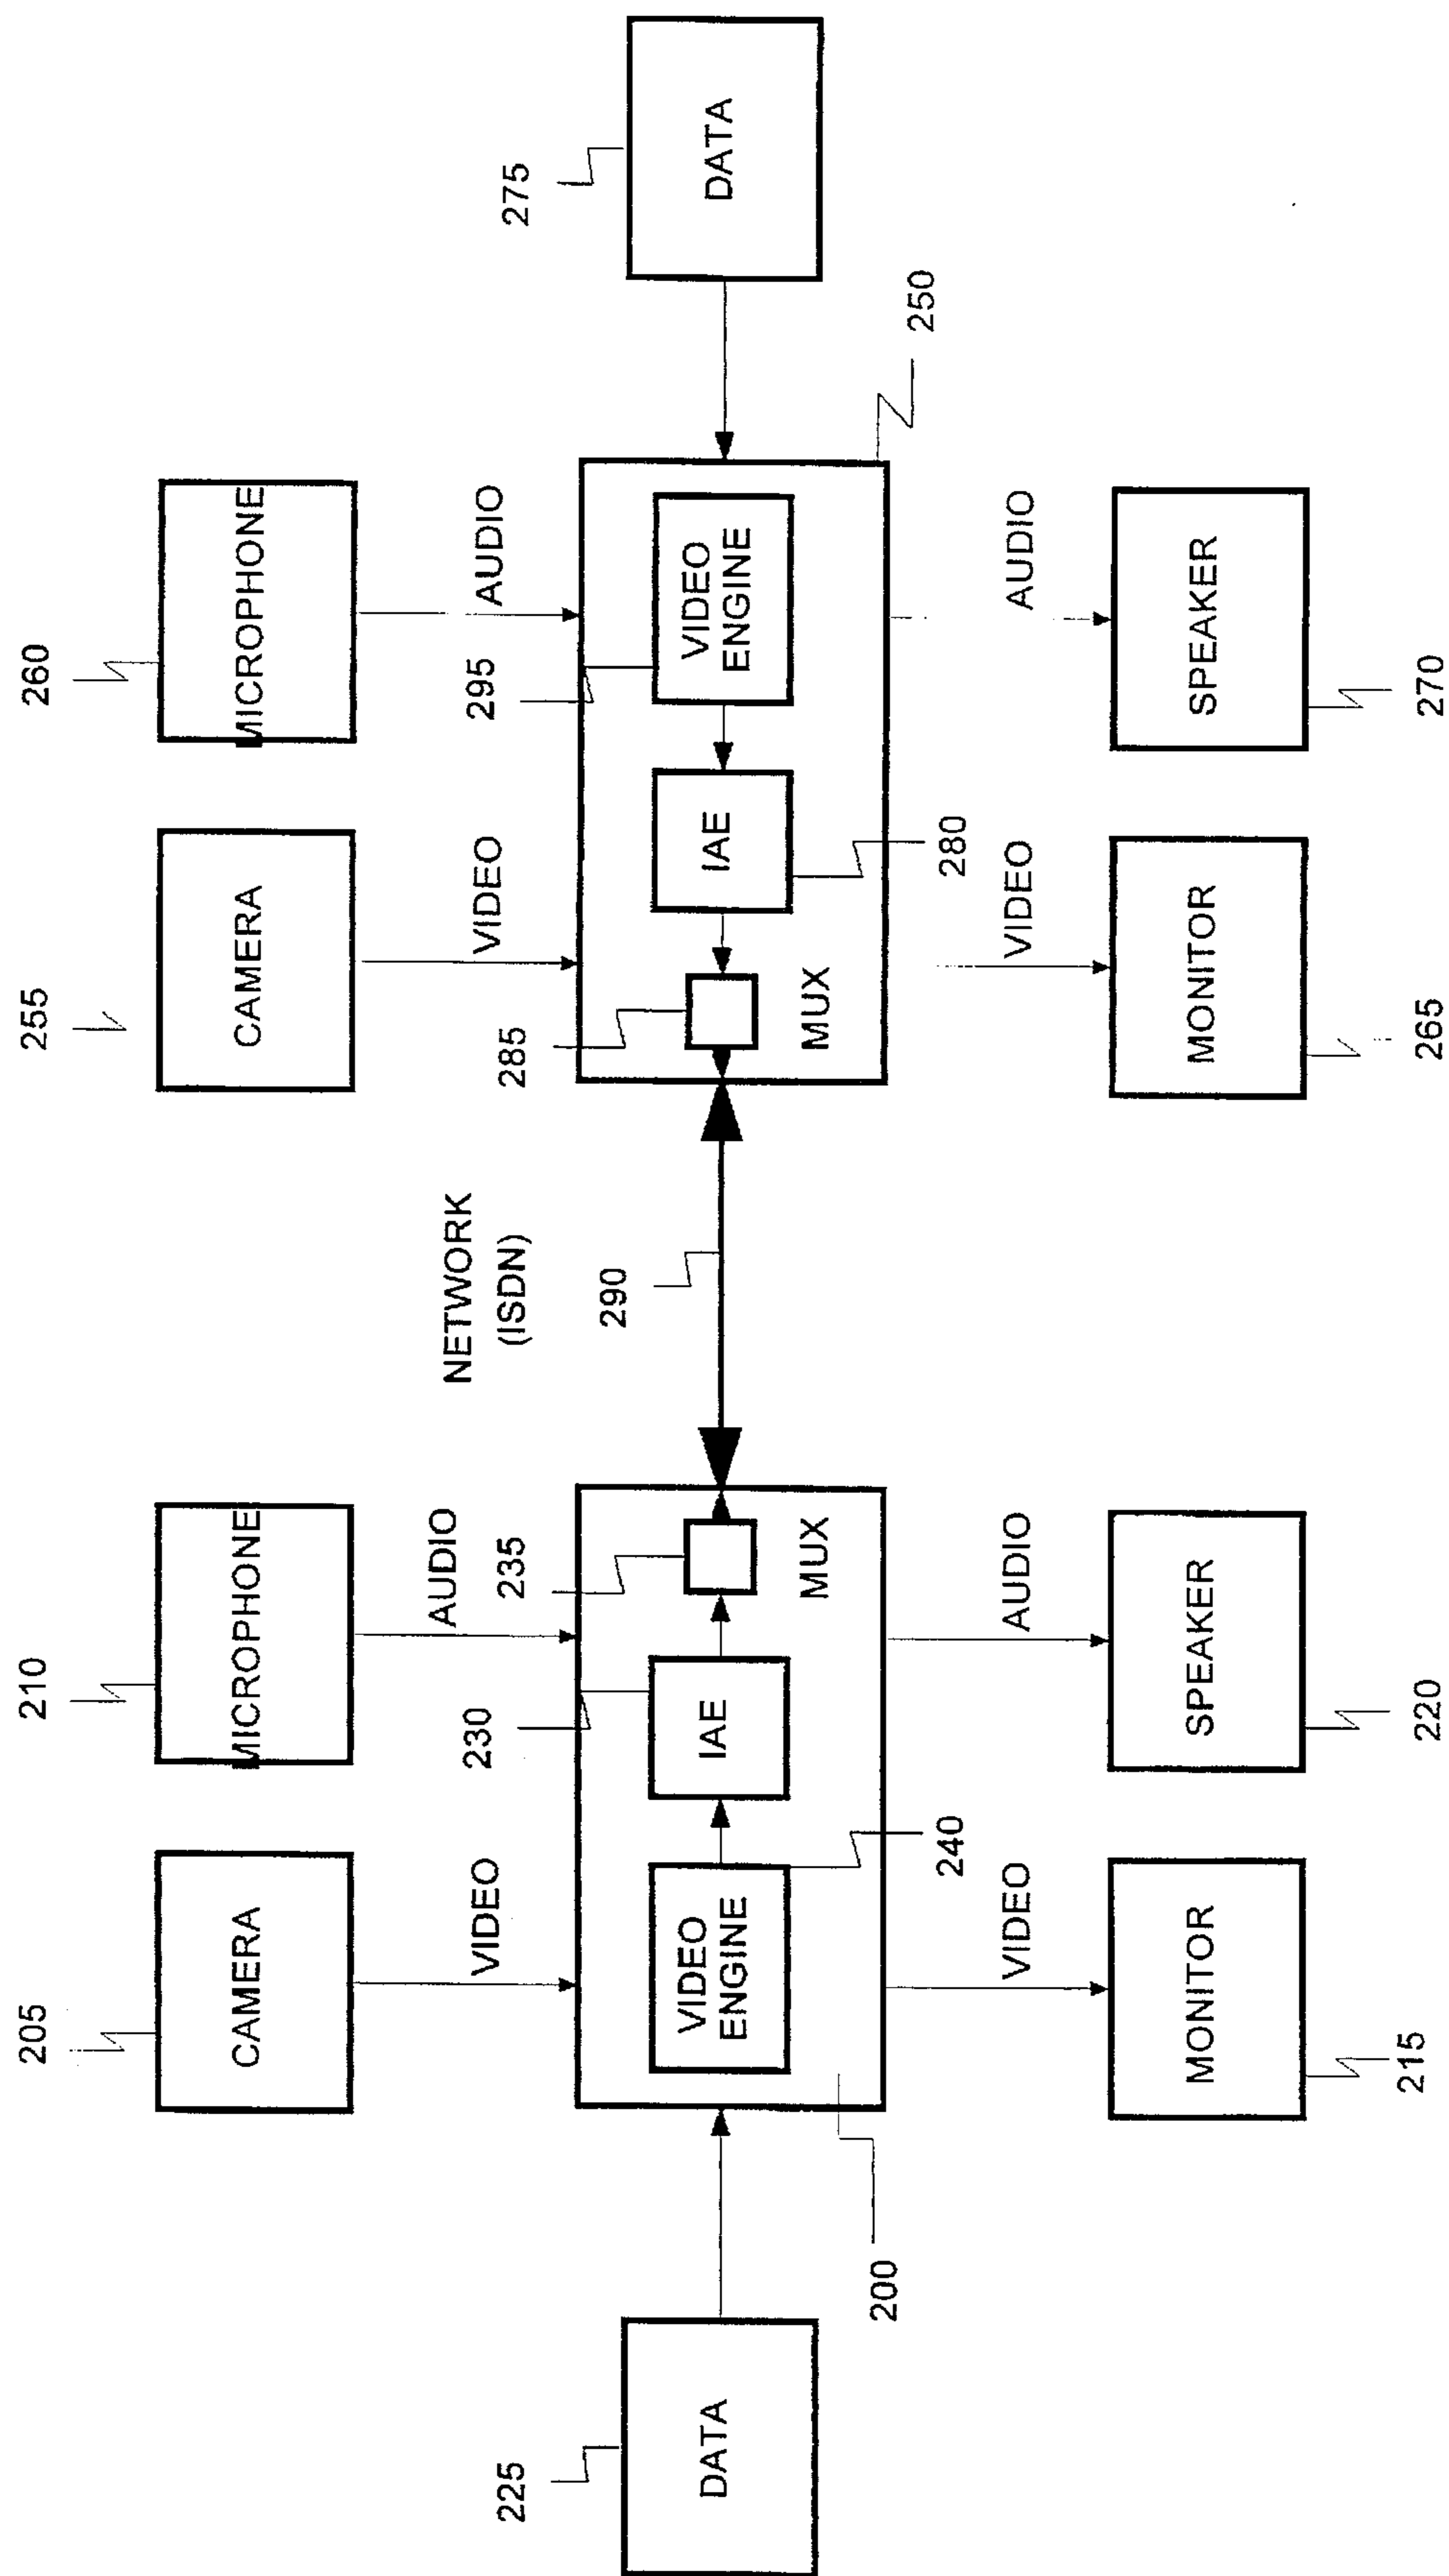 205
210
255
260
CAMERA
MICROPHONE
CAMERA
MICROPHONE
VIDEO
AUDIO
NETWORK
(ISDN)
VIDEO
AUDIO
230
235
285
295
225
290
275
DATA
VIDEO
ENGINE
IAE
MUX
MUX
IAE
VIDEO
ENGINE
DATA
200
240
280
250
VIDEO
AUDIO
VIDEO
AUDIO
MONITOR
SPEAKER
MONITOR
SPEAKER
215
220
265
270